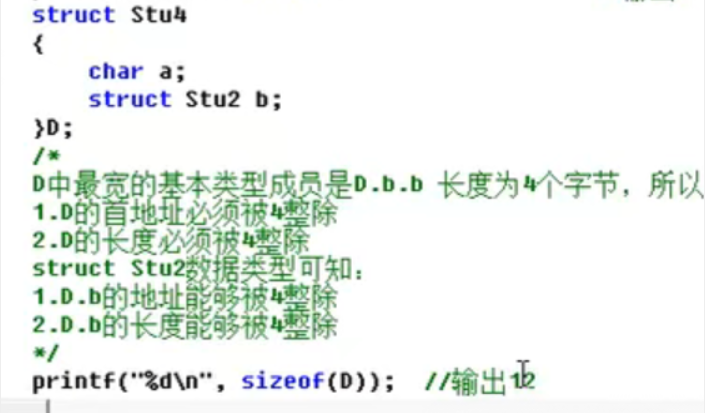 struct Stu4
{
char a;
struct Stu2 b;
}D;
/*
D中最宽的基本类型成员是D.b.b 长度为4个字节，所以
1.D的首地址必须被4整除
2.D的长度必须被4整除
struct Stu2数据类型可知：
1.D.b的地址能够被4整除
2.D.b的长度能够被4整除
*/
printf("%d\n", sizeof(D)); //输出12